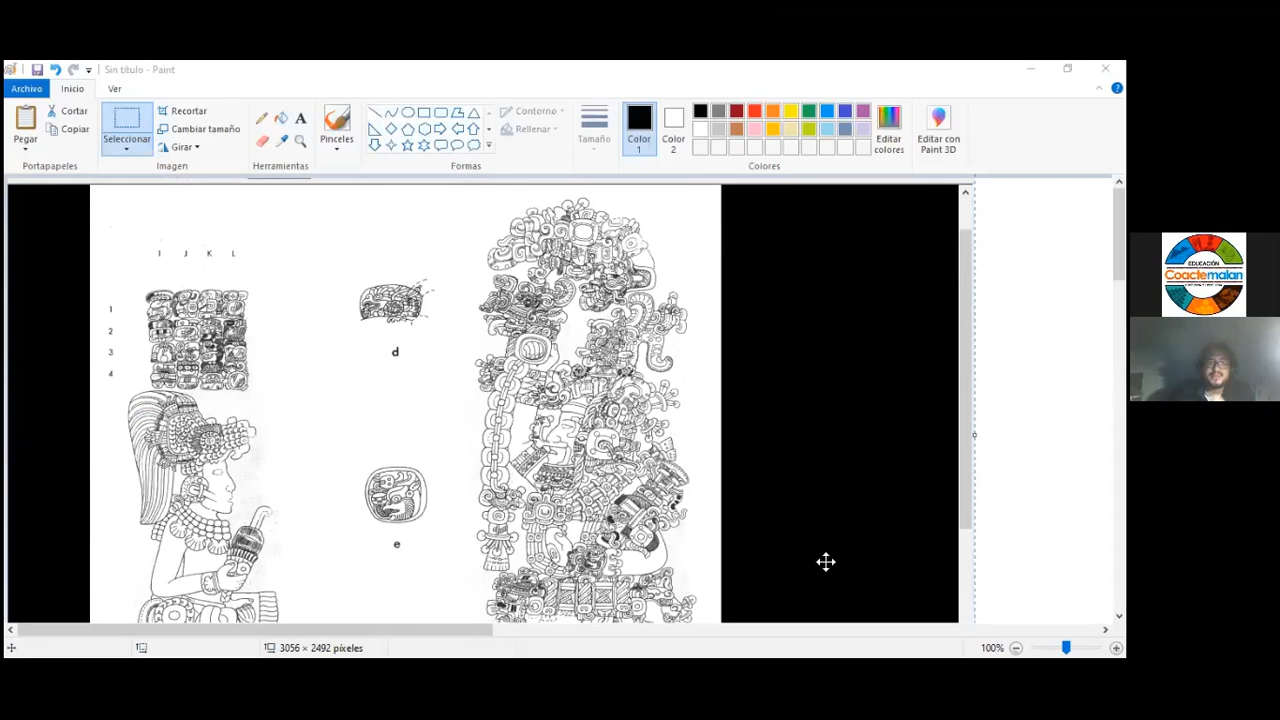 Sin título - Paint
Archivo Inicio Ver
Pegar
Cortar
Copiar
Portapapeles
Seleccionar
Recortar
Cambiar tamaño
Girar
Imagen
A
Herramientas
Pinceles
Contorno
Rellenar
Formas
Tamaño
Color
1
Color
2
Editar
colores
Colores
Editar con
Paint 3D
I J K L
1
2
3
4
d
e
EDUCACIÓN
Coactemalan
3056 × 2492 píxeles
100%